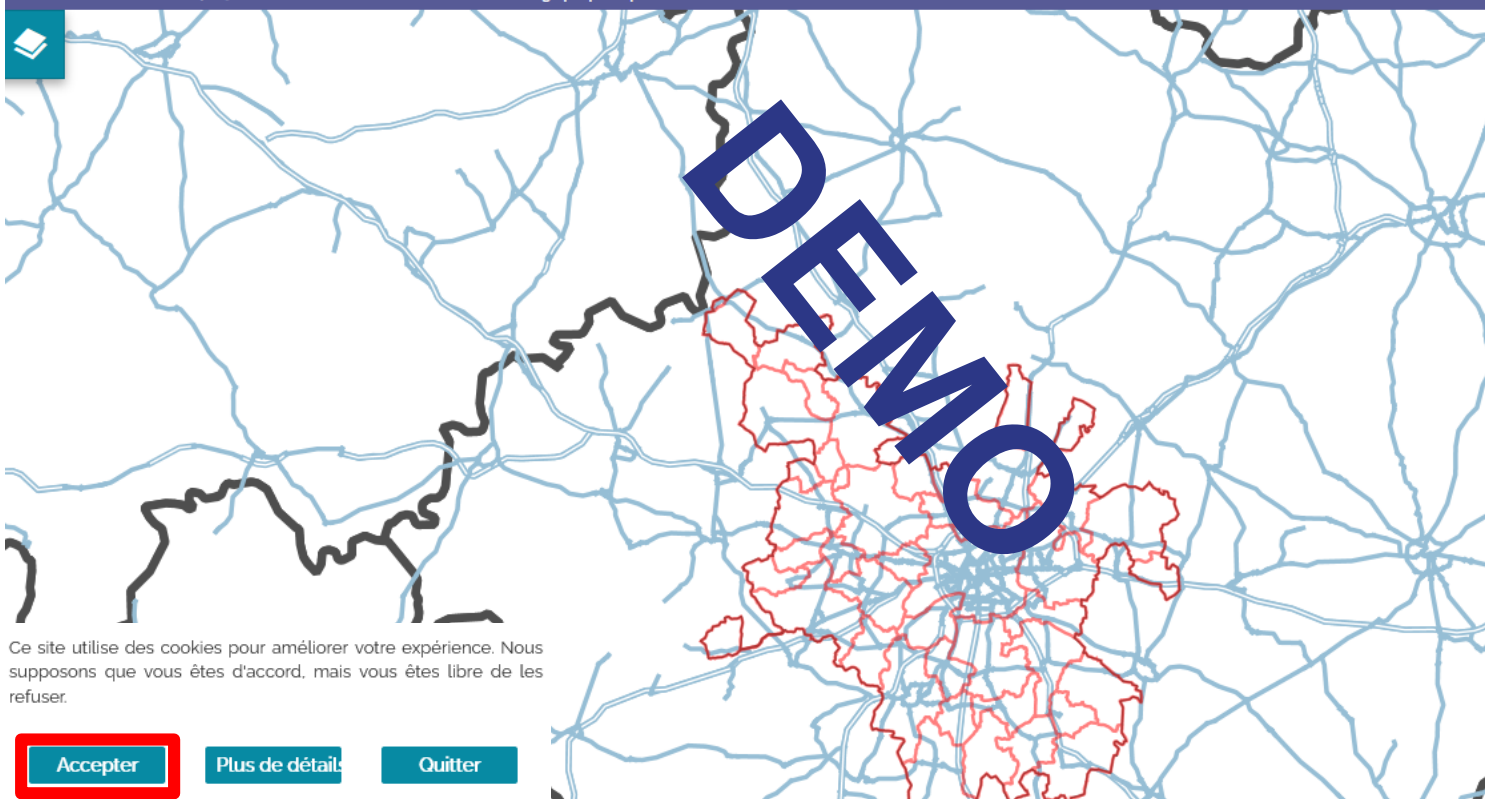 DEMO
Ce site utilise des cookies pour améliorer votre expérience. Nous
supposons que vous êtes d'accord, mais vous êtes libre de les
refuser.
Accepter
Plus de détails
Quitter